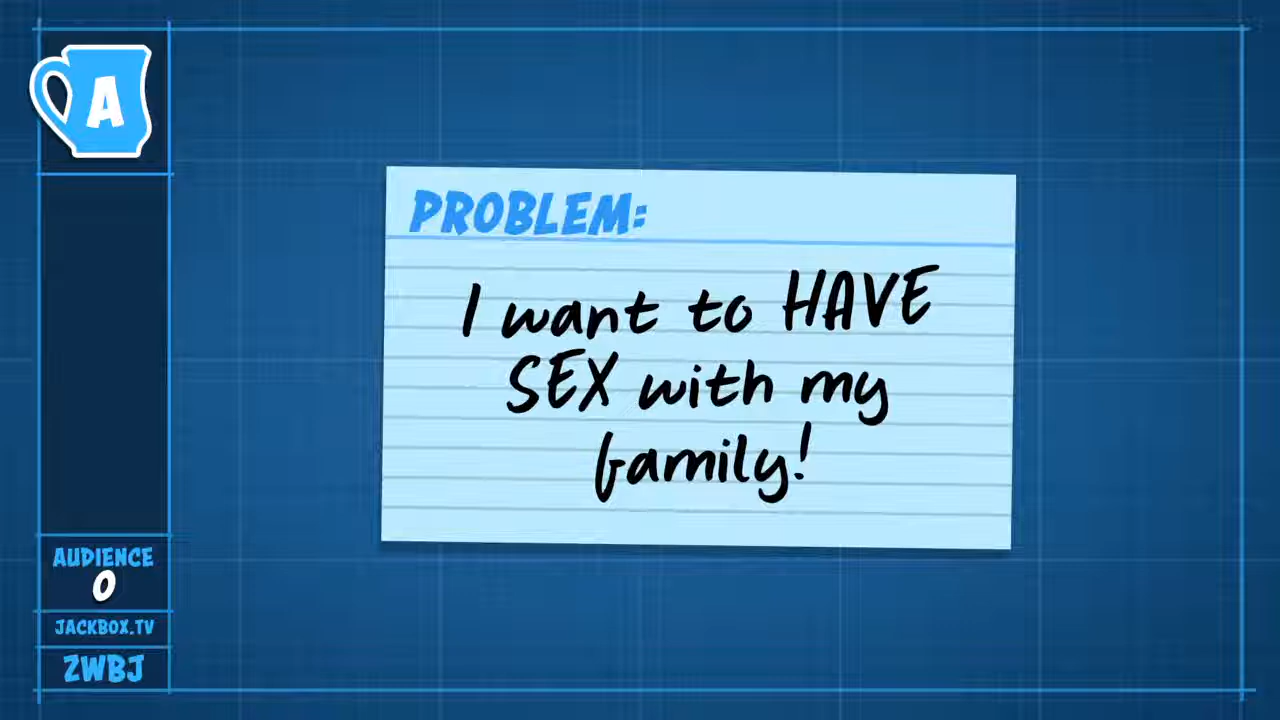 A
PROBLEM:
I want to HAVE
SEX with my
family!
AUDIENCE
0
JACKBOX.TV
ZWBJ